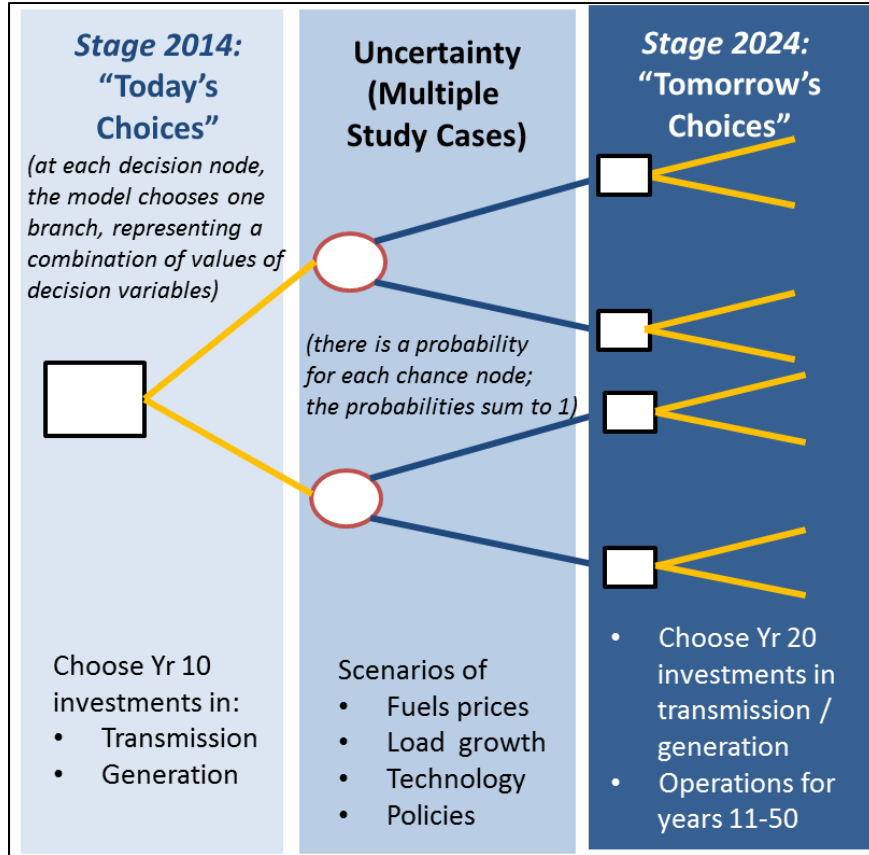 Stage 2014:
“Today’s
Choices”
(at each decision node,
the model chooses one
branch, representing a
combination of values of
decision variables)
Choose Yr 10
investments in:
• Transmission
• Generation
Uncertainty
(Multiple
Study Cases)
(there is a probability
for each chance node;
the probabilities sum to 1)
Scenarios of
• Fuels prices
• Load growth
• Technology
• Policies
Stage 2024:
“Tomorrow’s
Choices”
• Choose Yr 20
investments in
transmission /
generation
• Operations for
years 11-50